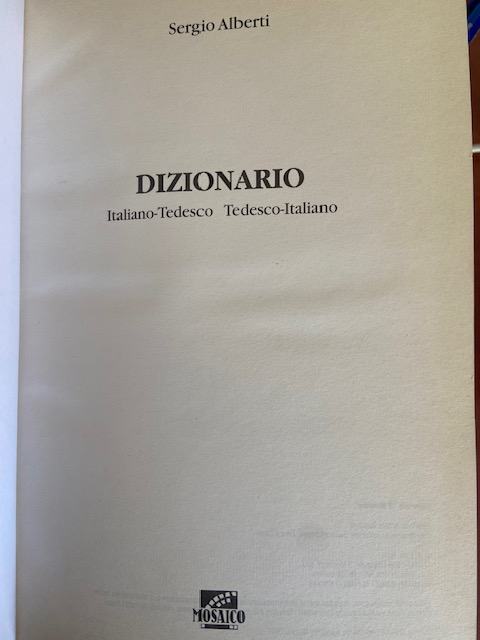 Sergio Alberti
DIZIONARIO
Italiano-Tedesco Tedesco-Italiano
MOSAICO